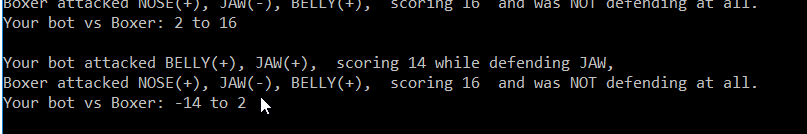 Boxer attacked NOSE(+), JAW(-), BELLY(+),  scoring 16  and was NOT defending at all.
Your bot vs Boxer: 2 to 16
Your bot attacked BELLY(+), JAW(+),  scoring 14 while defending JAW,
Boxer attacked NOSE(+), JAW(-), BELLY(+),  scoring 16  and was NOT defending at all.
Your bot vs Boxer: -14 to 2